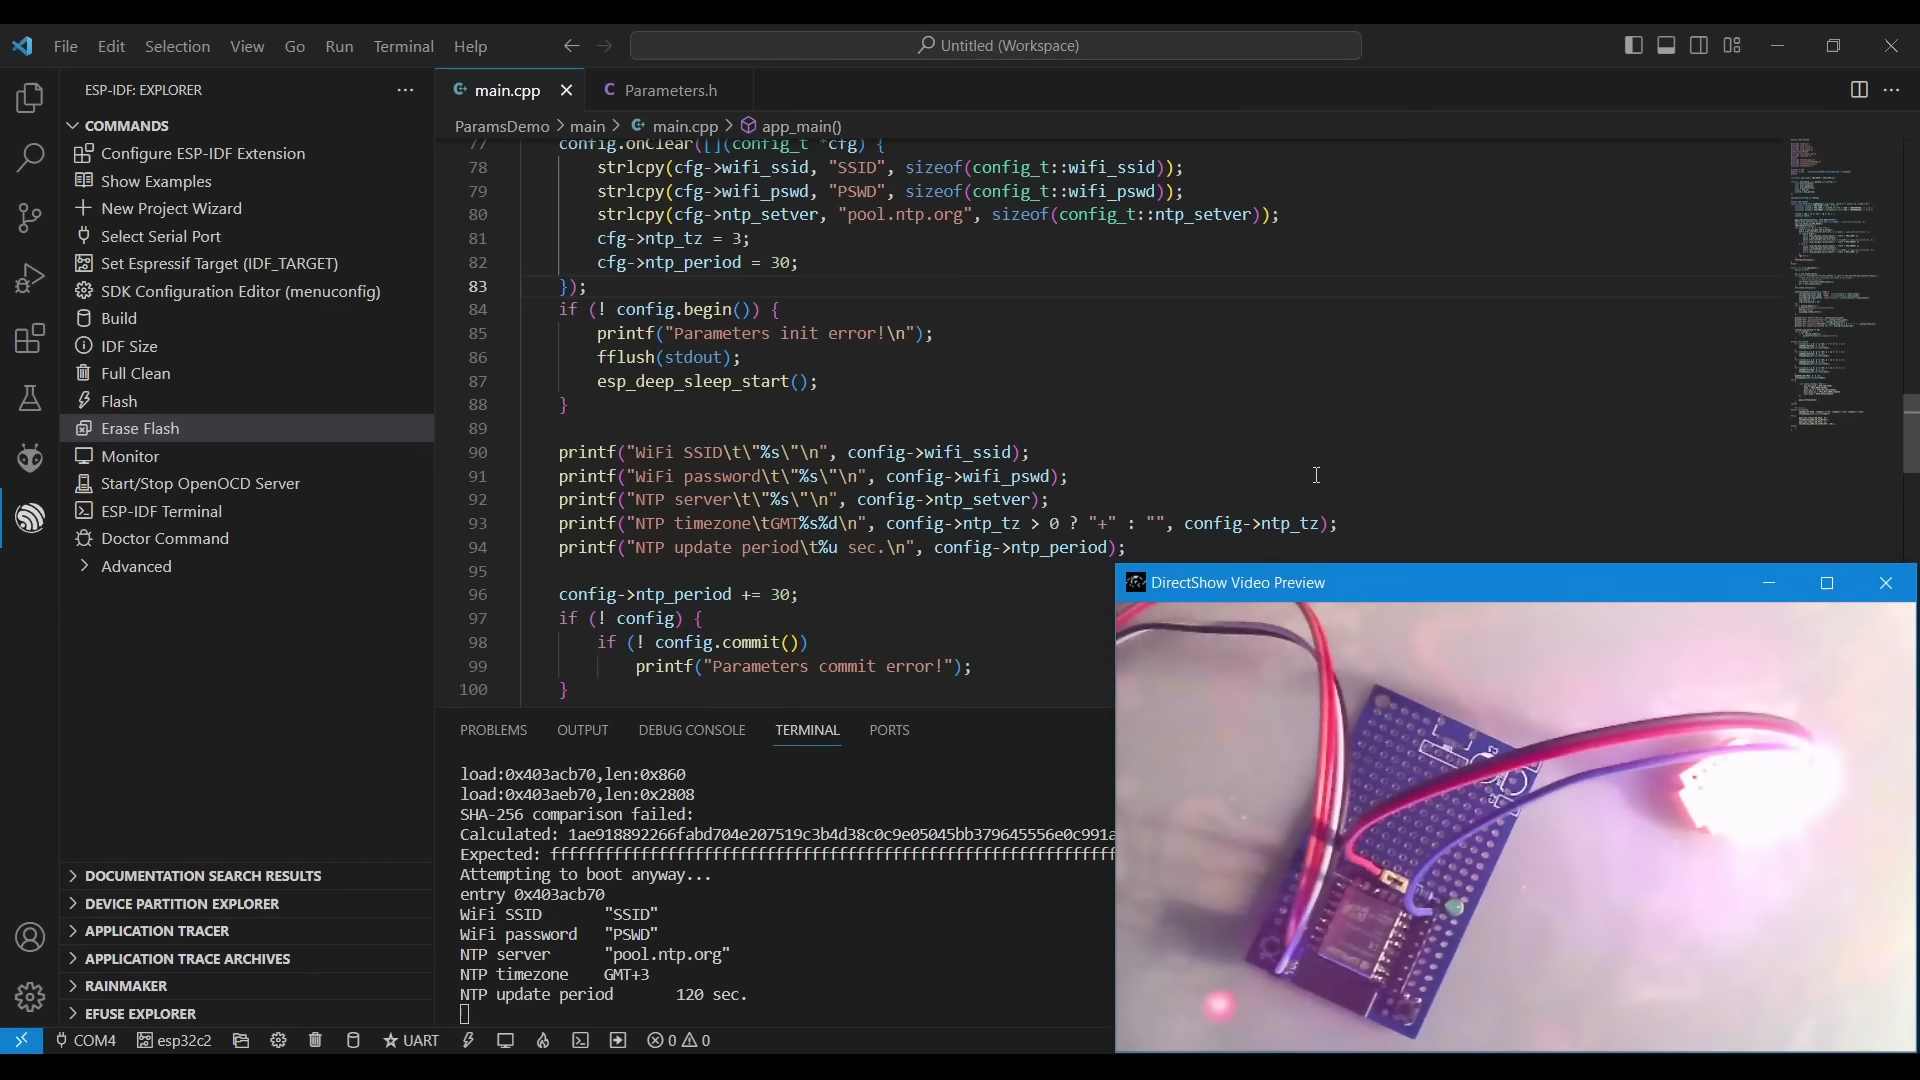 File Edit Selection View Go Run Terminal Help
Untitled (Workspace)
ESP-IDF: EXPLORER
COMMANDS
Configure ESP-IDF Extension
Show Examples
New Project Wizard
Select Serial Port
Set Espressif Target (IDF_TARGET)
SDK Configuration Editor (menuconfig)
Build
IDF Size
Full Clean
Flash
Erase Flash
Monitor
Start/Stop OpenOCD Server
ESP-IDF Terminal
Doctor Command
Advanced
DOCUMENTATION SEARCH RESULTS
DEVICE PARTITION EXPLORER
APPLICATION TRACER
APPLICATION TRACE ARCHIVES
RAINMAKER
EFUSE EXPLORER
main.cpp Parameters.h
ParamsDemo > main > main.cpp > app_main()
77 config.onClear([](config_t *cfg) {
78 strlcpy(cfg->wifi_ssid, "SSID", sizeof(config_t::wifi_ssid));
79 strlcpy(cfg->wifi_pswd, "PSWD", sizeof(config_t::wifi_pswd));
80 strlcpy(cfg->ntp_setver, "pool.ntp.org", sizeof(config_t::ntp_setver));
81 cfg->ntp_tz = 3;
82 cfg->ntp_period = 30;
83 });
84 if (! config.begin()) {
85 printf("Parameters init error!\n");
86 fflush(stdout);
87 esp_deep_sleep_start();
88 }
89
90 printf("WiFi SSID\t\"%s\"\n", config->wifi_ssid);
91 printf("WiFi password\t\"%s\"\n", config->wifi_pswd);
92 printf("NTP server\t\"%s\"\n", config->ntp_setver);
93 printf("NTP timezone\tGMT%s%d\n", config->ntp_tz > 0 ? "+" : "", config->ntp_tz);
94 printf("NTP update period\t%u sec.\n", config->ntp_period);
95
96 config->ntp_period += 30;
97 if (! config) {
98 if (! config.commit())
99 printf("Parameters commit error!");
100 }
PROBLEMS OUTPUT DEBUG CONSOLE TERMINAL PORTS
load:0x403acb70,len:0x860
load:0x403aeb70,len:0x2808
SHA-256 comparison failed:
Calculated: 1ae918892266fabd704e207519c3b4d38c0c9e05045bb379645556e0c991a
Expected: ffffffffffffffffffffffffffffffffffffffffffffffffffffffffffffffff
Attempting to boot anyway...
entry 0x403acb70
WiFi SSID "SSID"
WiFi password "PSWD"
NTP server "pool.ntp.org"
NTP timezone GMT+3
NTP update period 120 sec.
DirectShow Video Preview
COM4 esp32c2 UART 0 0